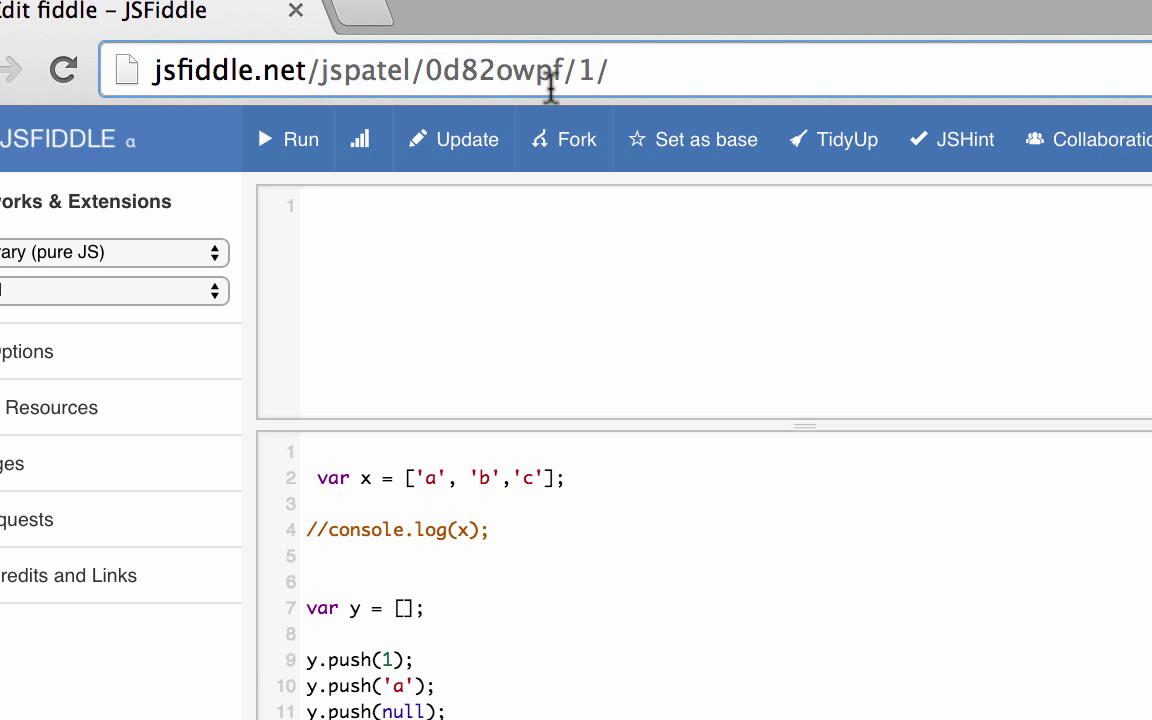 dit fiddle – JSFiddle
jsfiddle.net/jspatel/0d82owpf/1/
JSFIDDLE α
Run
Update
Fork
Set as base
TidyUp
JSHint
Collaboratio
orks & Extensions
rary (pure JS)
ptions
Resources
ges
quests
redits and Links
1
1
2 var x = ['a', 'b','c'];
3
4 //console.log(x);
5
6
7 var y = [];
8
9 y.push(1);
10 y.push('a');
11 y.push(null);